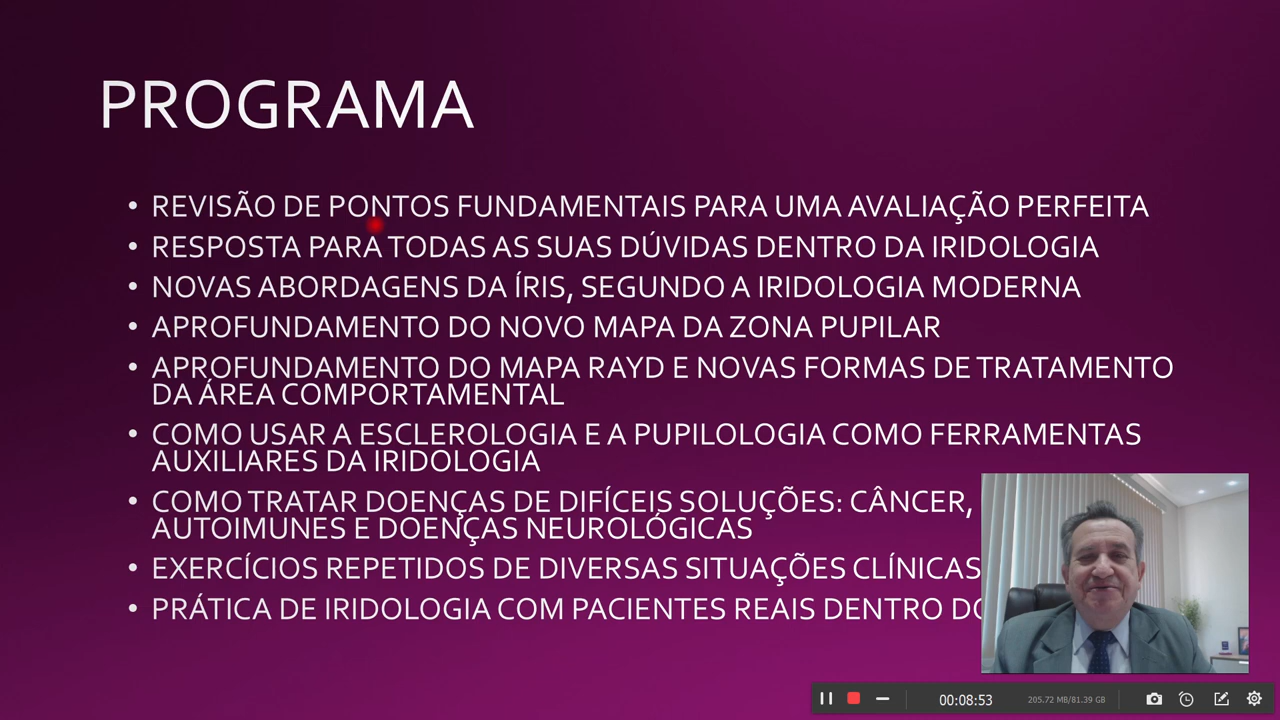 PROGRAMA
• REVISÃO DE PONTOS FUNDAMENTAIS PARA UMA AVALIAÇÃO PERFEITA
• RESPOSTA PARA TODAS AS SUAS DÚVIDAS DENTRO DA IRIDOLOGIA
• NOVAS ABORDAGENS DA ÍRIS, SEGUNDO A IRIDOLOGIA MODERNA
• APROFUNDAMENTO DO NOVO MAPA DA ZONA PUPILAR
• APROFUNDAMENTO DO MAPA RAYD E NOVAS FORMAS DE TRATAMENTO
DA ÁREA COMPORTAMENTAL
• COMO USAR A ESCLEROLOGIA E A PUPILOLOGIA COMO FERRAMENTAS
AUXILIARES DA IRIDOLOGIA
• COMO TRATAR DOENÇAS DE DIFÍCEIS SOLUÇÕES: CÂNCER,
AUTOIMUNES E DOENÇAS NEUROLÓGICAS
• EXERCÍCIOS REPETIDOS DE DIVERSAS SITUAÇÕES CLÍNICAS
• PRÁTICA DE IRIDOLOGIA COM PACIENTES REAIS DENTRO
00:08:53
205.72 MB/81.39 GB